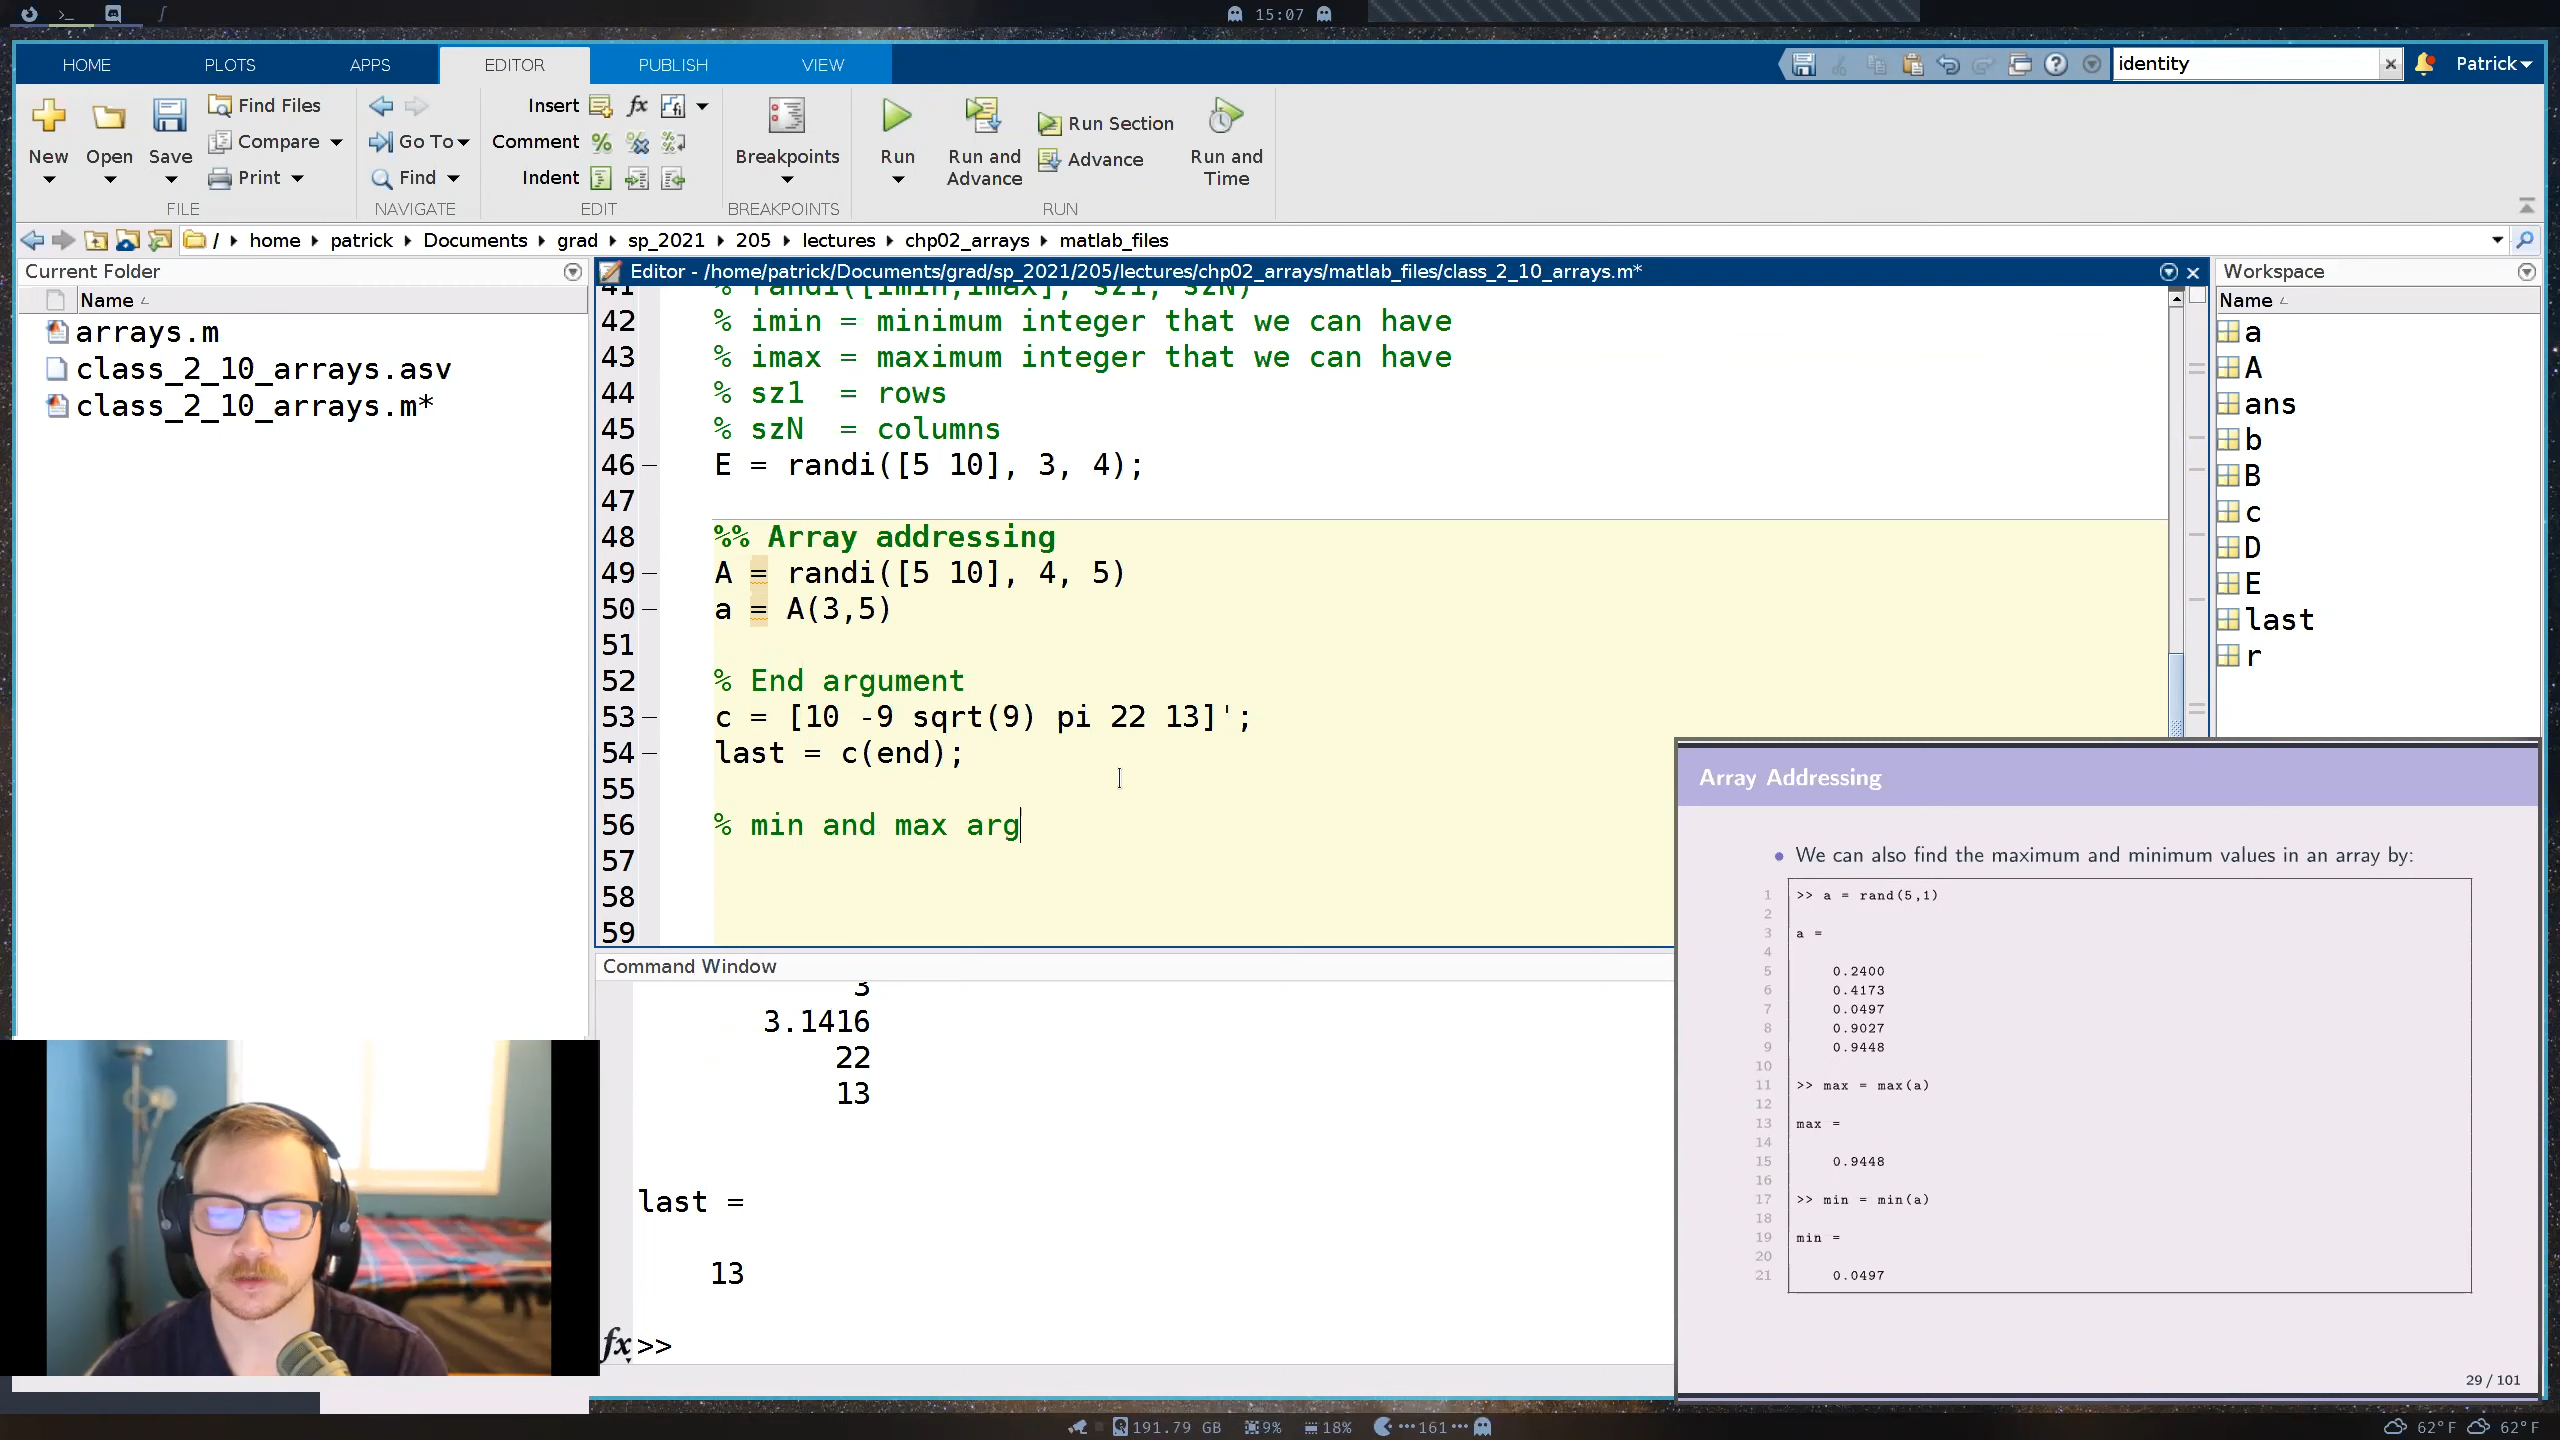 15:07
HOME PLOTS APPS EDITOR PUBLISH VIEW
identity
Patrick
New
Open
Save
Find Files
Compare
Print
FILE
Go To
Find
NAVIGATE
Insert
Comment
Indent
EDIT
Breakpoints
BREAKPOINTS
Run
Run and
Advance
Run Section
Advance
Run and
Time
RUN
/ home patrick Documents grad sp_2021 205 lectures chp02_arrays matlab_files
Current Folder
Name
arrays.m
class_2_10_arrays.asv
class_2_10_arrays.m*
Editor - /home/patrick/Documents/grad/sp_2021/205/lectures/chp02_arrays/matlab_files/class_2_10_arrays.m*
41 % randi([imin,imax], sz1, szN)
42 % imin = minimum integer that we can have
43 % imax = maximum integer that we can have
44 % sz1  = rows
45 % szN  = columns
46 E = randi([5 10], 3, 4);
47
48 %% Array addressing
49 A = randi([5 10], 4, 5)
50 a = A(3,5)
51
52 % End argument
53 c = [10 -9 sqrt(9) pi 22 13]';
54 last = c(end);
55
56 % min and max arg
57
58
59
Workspace
Name
a
A
ans
b
B
c
D
E
last
r
Command Window
3
3.1416
22
13
last =
13
fx >>
Array Addressing
We can also find the maximum and minimum values in an array by:
1 >> a = rand(5,1)
2
3 a =
4
5 0.2400
6 0.4173
7 0.0497
8 0.9027
9 0.9448
10
11 >> max = max(a)
12
13 max =
14
15 0.9448
16
17 >> min = min(a)
18
19 min =
20
21 0.0497
29 / 101
191.79 GB 9% 18% 161
62°F 62°F